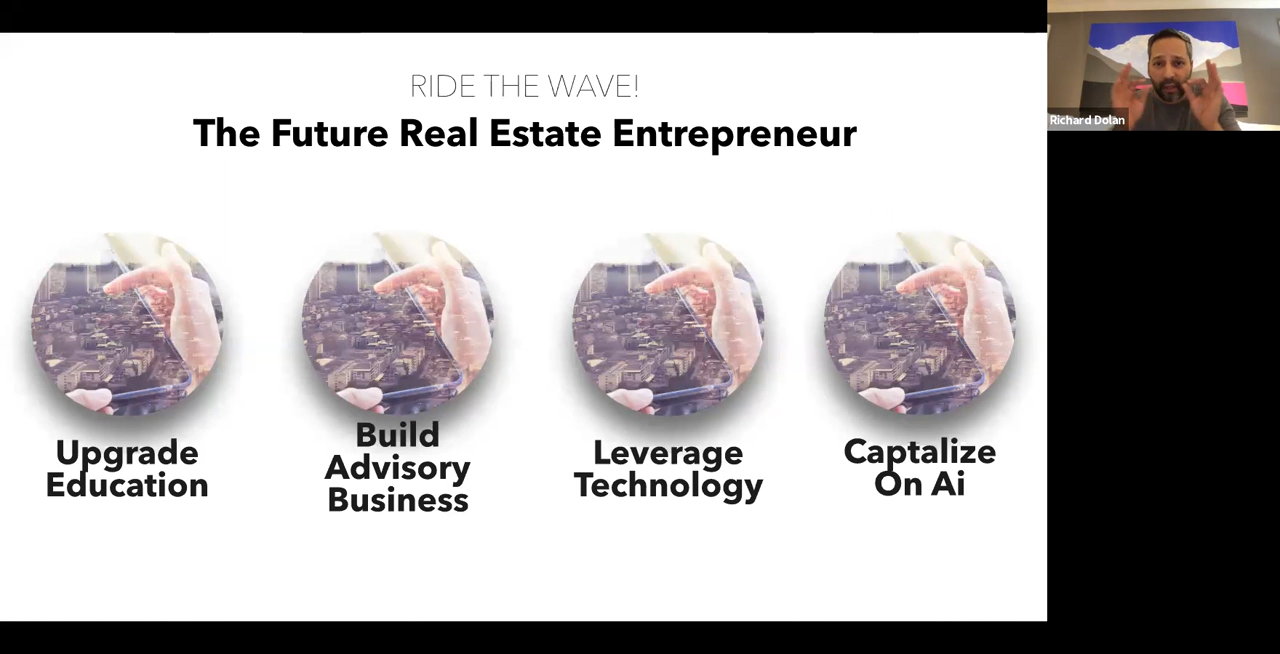 RIDE THE WAVE!
The Future Real Estate Entrepreneur
Upgrade
Education
Build
Advisory
Business
Leverage
Technology
Captalize
On Ai
Richard Dolan